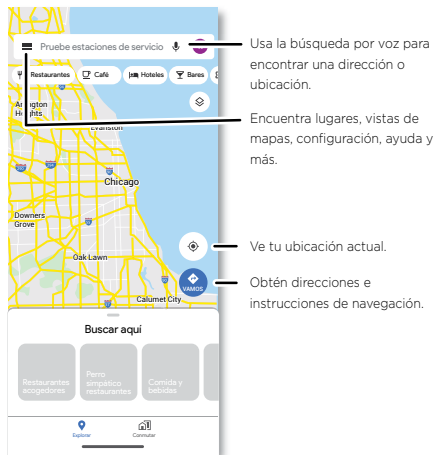 Pruebe estaciones de servicio
Restaurantes
Café
Hoteles
Bares
Evanston
Chicago
Downers
Grove
Oak Lawn
VAMOS
Calumet City
Buscar aquí
Restaurantes
acogedores
Perro
simpático
restaurantes
Comida y
bebidas
Explorar
Conmutar
Usa la búsqueda por voz para
encontrar una dirección o
ubicación.
Encuentra lugares, vistas de
mapas, configuración, ayuda y
más.
Ve tu ubicación actual.
Obtén direcciones e
instrucciones de navegación.